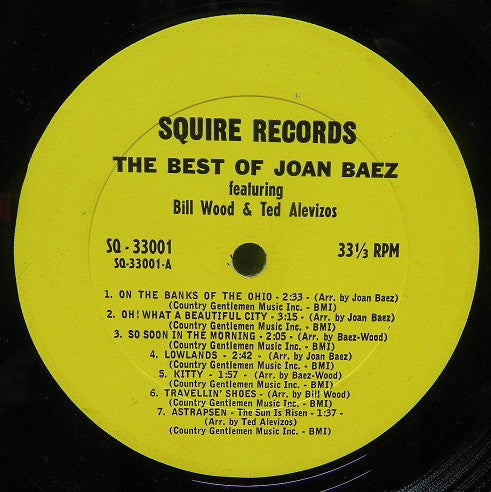 SQUIRE RECORDS
THE BEST OF JOAN BAEZ
featuring
Bill Wood & Ted Alevizos
SQ - 33001
SQ-33001-A
33⅓ RPM
1. ON THE BANKS OF THE OHIO - 2:33 - (Arr. by Joan Baez)
(Country Gentlemen Music Inc. - BMI)
2. OH! WHAT A BEAUTIFUL CITY - 3:15 - (Arr. by Joan Baez)
(Country Gentlemen Music Inc. - BMI)
3. SO SOON IN THE MORNING - 2:05 - (Arr. by Baez-Wood)
(Country Gentlemen Music Inc. - BMI)
4. LOWLANDS - 2:42 - (Arr. by Joan Baez)
(Country Gentlemen Music Inc. - BMI)
5. KITTY - 1:57 - (Arr. by Baez-Wood)
(Country Gentlemen Music Inc. - BMI)
6. TRAVELLIN' SHOES - (Arr. by Bill Wood)
(Country Gentlemen Music Inc. - BMI)
7. ASTRAPSEN - The Sun Is Risen - 1:37 -
(Arr. by Ted Alevizos)
(Country Gentlemen Music Inc. - BMI)